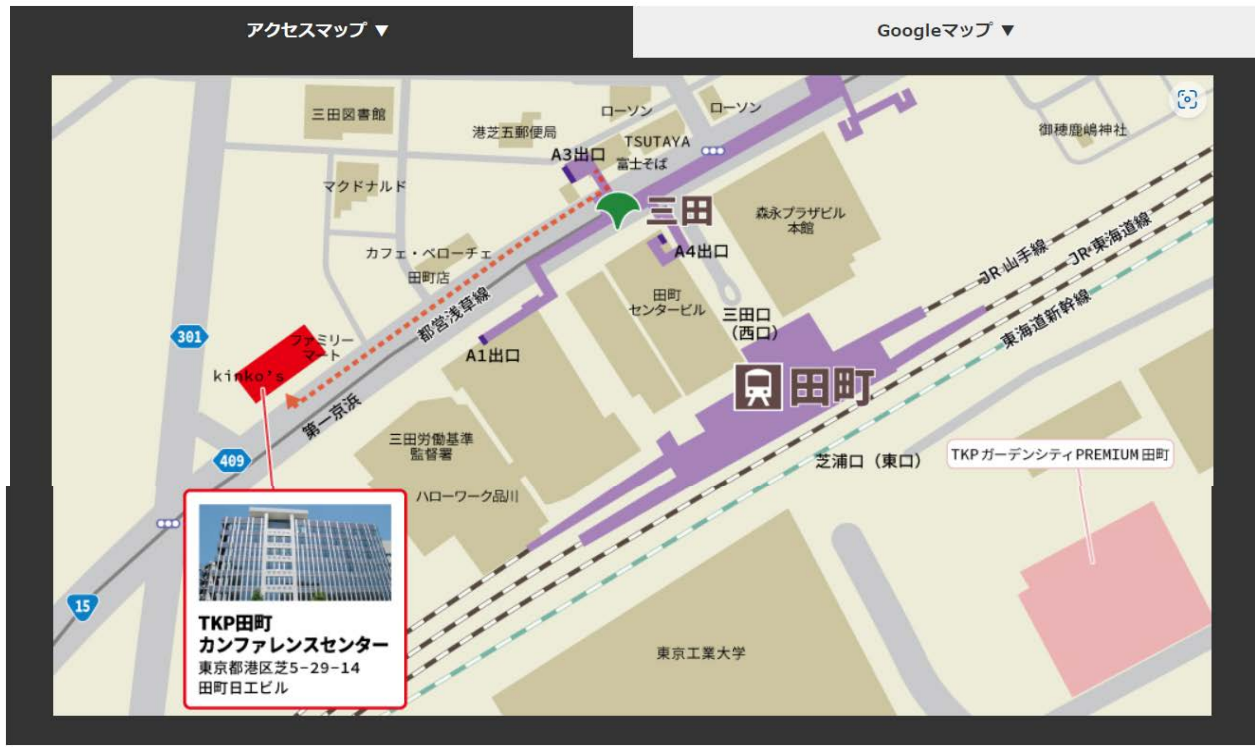 アクセスマップ ▼
Googleマップ ▼
三田図書館
港芝五郵便局
ローソン
ローソン
TSUTAYA
富士そば
A3出口
御穂鹿嶋神社
マクドナルド
三田
森永プラザビル
本館
カフェ・ベローチェ
田町店
A4出口
JR山手線
JR東海道線
東海道新幹線
都営浅草線
田町
センタービル
三田口
(西口)
301
ファミリー
マート
kinko's
A1出口
田町
第一京浜
三田労働基準
監督署
409
芝浦口(東口)
TKPガーデンシティPREMIUM田町
ハローワーク品川
15
TKP田町
カンファレンスセンター
東京都港区芝5-29-14
田町日工ビル
東京工業大学